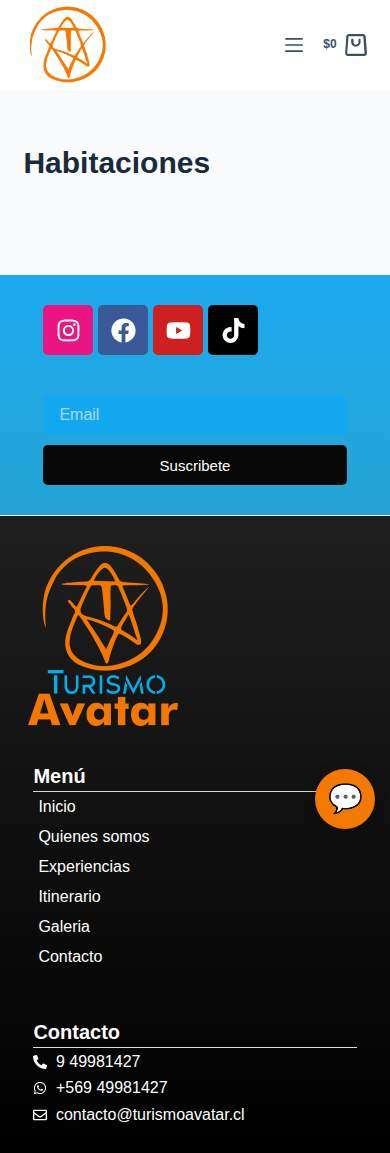 $0
Habitaciones
Email
Suscribete
TURISMO
Avatar
Menú
Inicio
Quienes somos
Experiencias
Itinerario
Galeria
Contacto
Contacto
9 49981427
+569 49981427
contacto@turismoavatar.cl